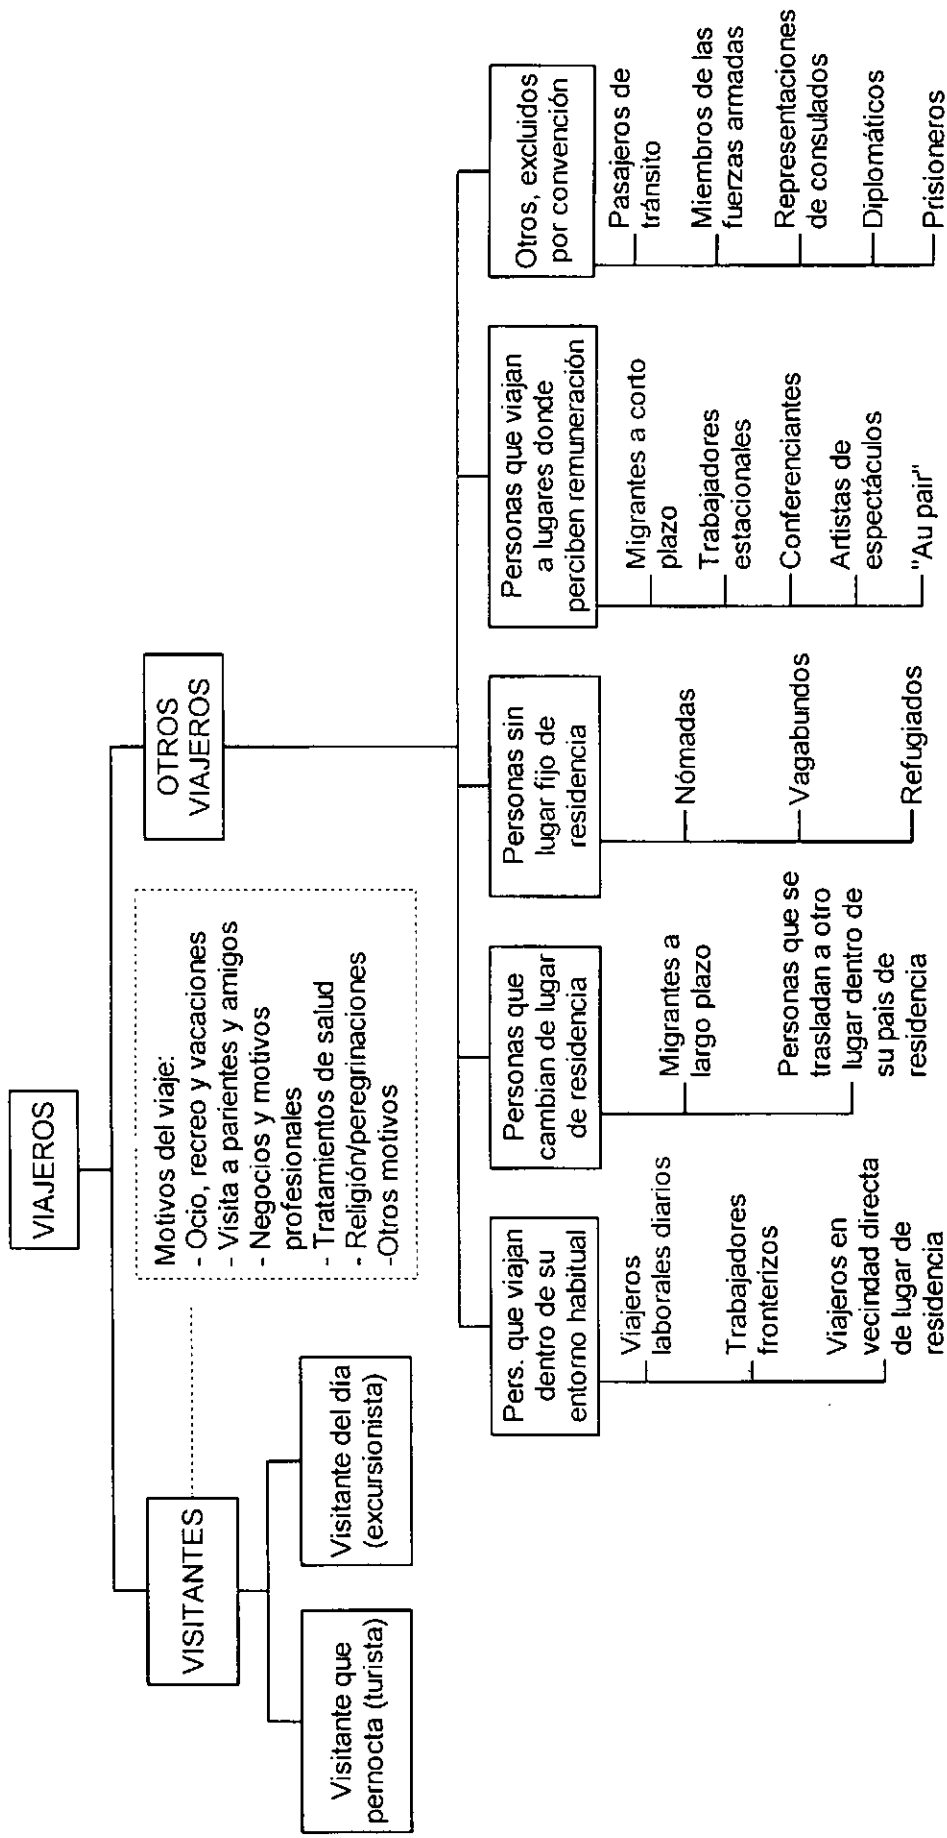 VIAJEROS
VISITANTES
Motivos del viaje:
- Ocio, recreo y vacaciones
- Visita a parientes y amigos
- Negocios y motivos
profesionales
- Tratamientos de salud
- Religión/peregrinaciones
-Otros motivos
OTROS
VIAJEROS
Visitante que
pernocta (turista)
Visitante del día
(excursionista)
Pers. que viajan
dentro de su
entorno habitual
Viajeros
laborales diarios
Trabajadores
fronterizos
Viajeros en
vecindad directa
de lugar de
residencia
Personas que
cambian de lugar
de residencia
Migrantes a
largo plazo
Personas que se
trasladan a otro
lugar dentro de
su pais de
residencia
Personas sin
lugar fijo de
residencia
Nómadas
Vagabundos
Refugiados
Personas que viajan
a lugares donde
perciben remuneración
Migrantes a corto
plazo
Trabajadores
estacionales
Conferenciantes
Artistas de
espectáculos
"Au pair"
Otros, excluidos
por convención
Pasajeros de
tránsito
Miembros de las
fuerzas armadas
Representaciones
de consulados
Diplomáticos
Prisioneros